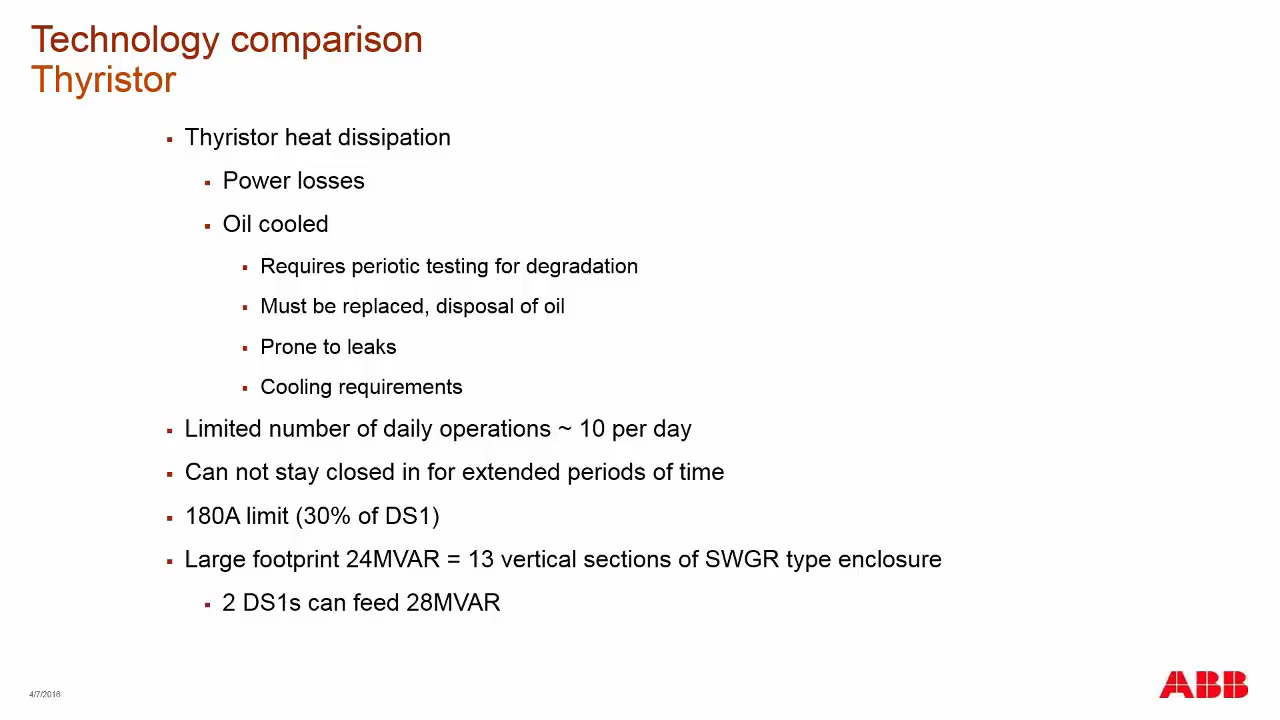 Technology comparison
Thyristor
▪ Thyristor heat dissipation
▪ Power losses
▪ Oil cooled
▪ Requires periotic testing for degradation
▪ Must be replaced, disposal of oil
▪ Prone to leaks
▪ Cooling requirements
▪ Limited number of daily operations ~ 10 per day
▪ Can not stay closed in for extended periods of time
▪ 180A limit (30% of DS1)
▪ Large footprint 24MVAR = 13 vertical sections of SWGR type enclosure
▪ 2 DS1s can feed 28MVAR
4/7/2016
ABB